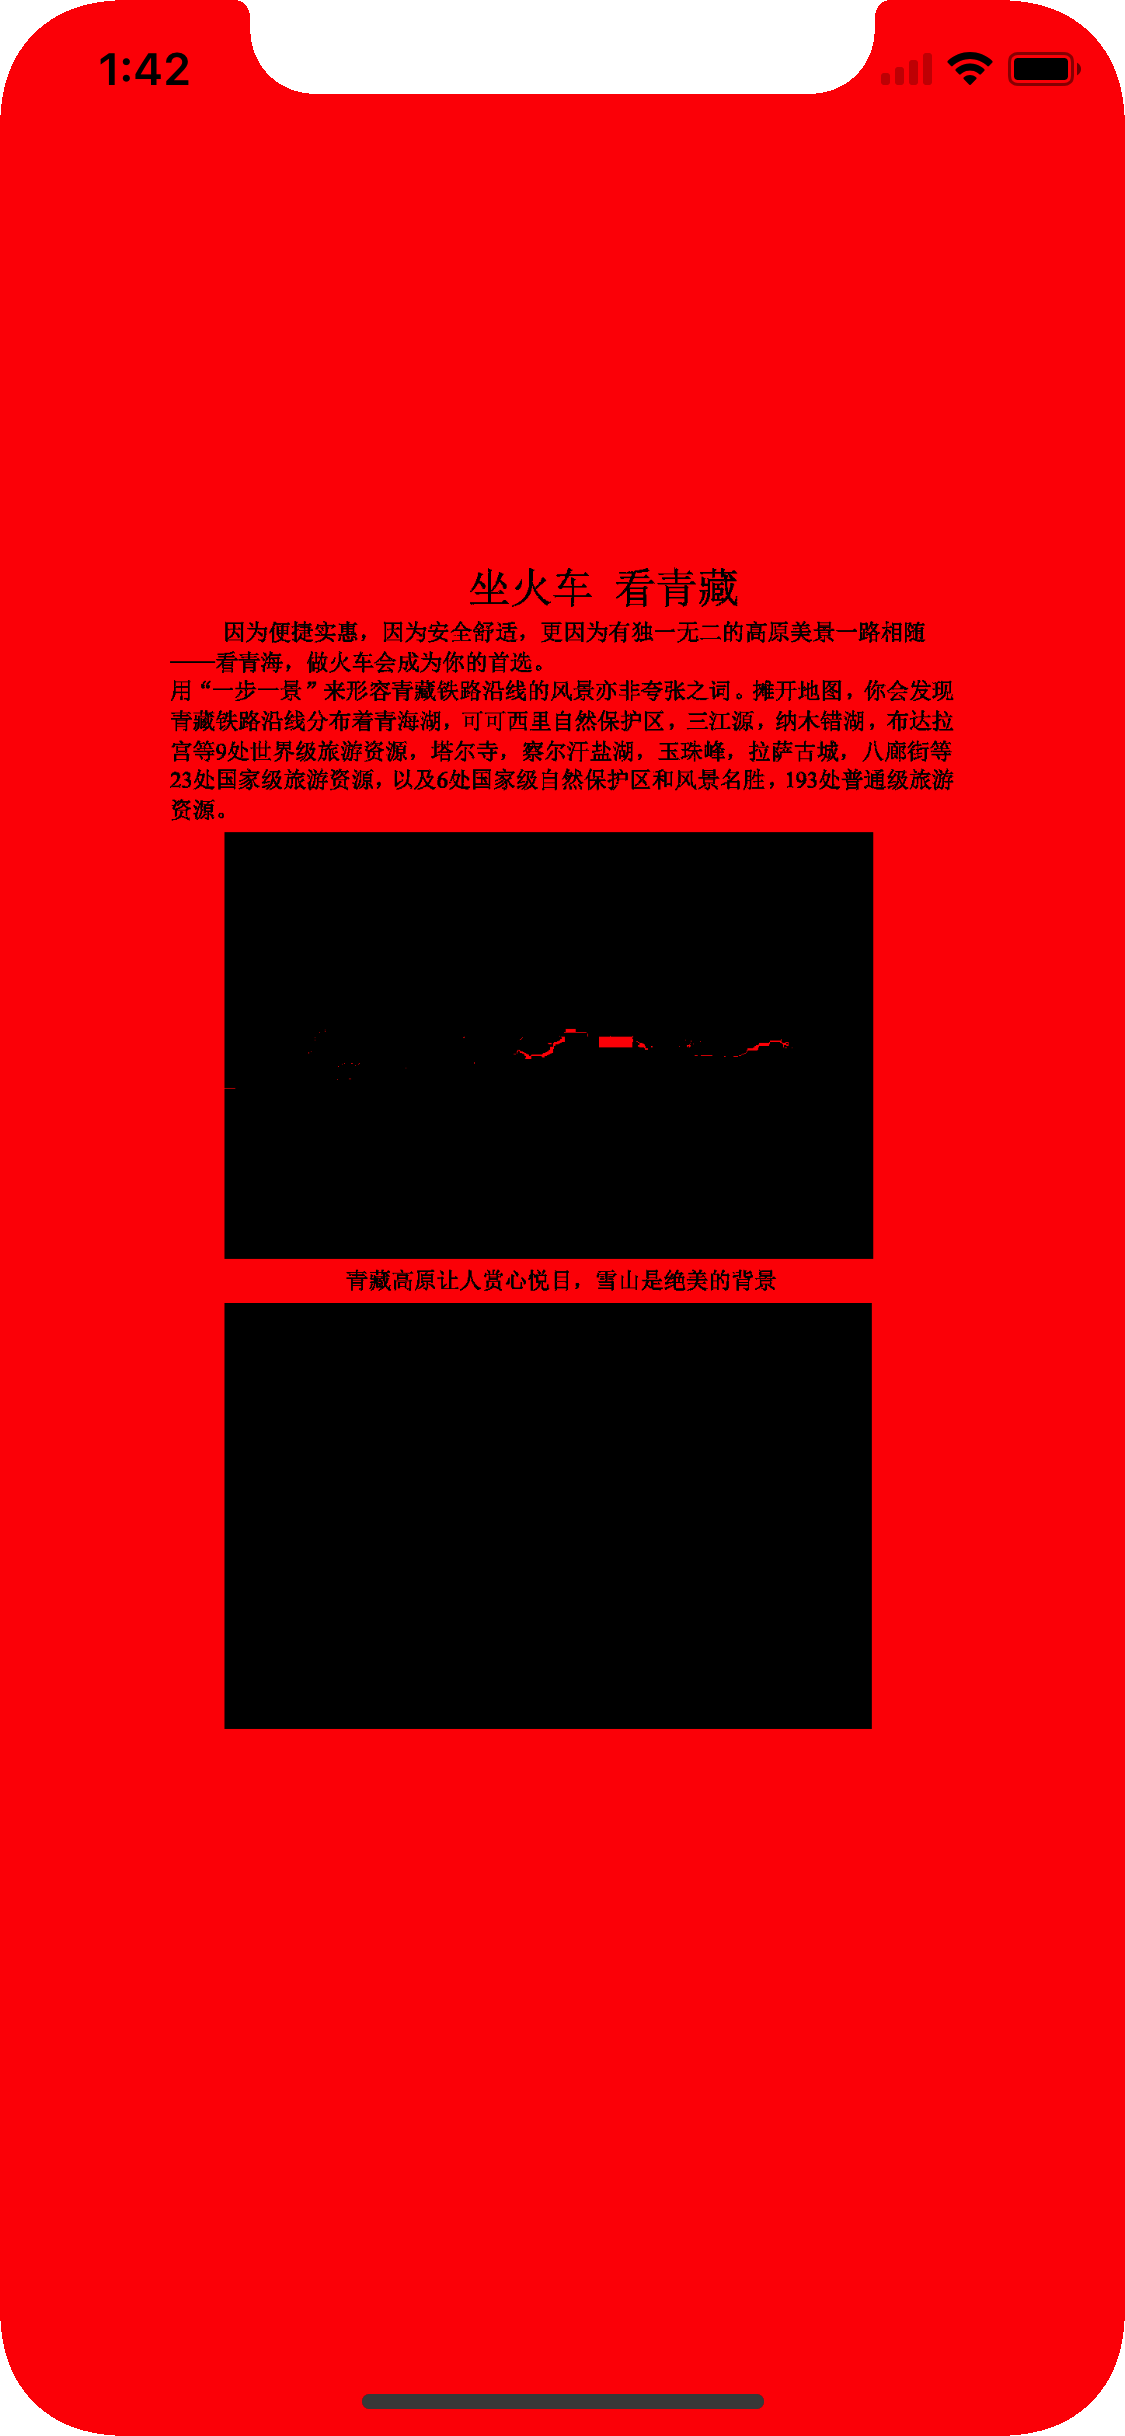 1:42
坐火车 看青藏
因为便捷实惠，因为安全舒适，更因为有独一无二的高原美景一路相随
——看青海，做火车会成为你的首选。
用“一步一景”来形容青藏铁路沿线的风景亦非夸张之词。摊开地图，你会发现
青藏铁路沿线分布着青海湖，可可西里自然保护区，三江源，纳木错湖，布达拉
宫等9处世界级旅游资源，塔尔寺，察尔汗盐湖，玉珠峰，拉萨古城，八廊街等
23处国家级旅游资源，以及6处国家级自然保护区和风景名胜，193处普通级旅游
资源。
青藏高原让人赏心悦目，雪山是绝美的背景